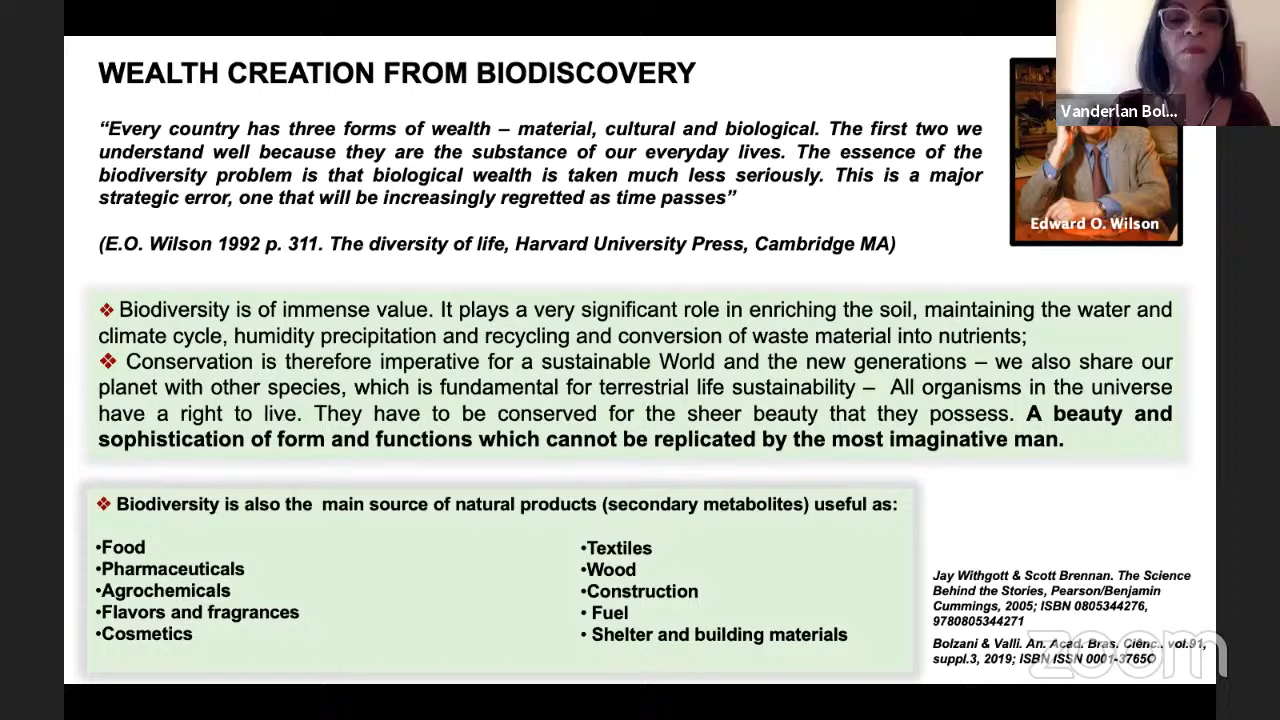 WEALTH CREATION FROM BIODISCOVERY
Vanderlan Bol...
“Every country has three forms of wealth – material, cultural and biological. The first two we
understand well because they are the substance of our everyday lives. The essence of the
biodiversity problem is that biological wealth is taken much less seriously. This is a major
strategic error, one that will be increasingly regretted as time passes”
Edward O. Wilson
(E.O. Wilson 1992 p. 311. The diversity of life, Harvard University Press, Cambridge MA)
❖ Biodiversity is of immense value. It plays a very significant role in enriching the soil, maintaining the water and
climate cycle, humidity precipitation and recycling and conversion of waste material into nutrients;
❖ Conservation is therefore imperative for a sustainable World and the new generations – we also share our
planet with other species, which is fundamental for terrestrial life sustainability – All organisms in the universe
have a right to live. They have to be conserved for the sheer beauty that they possess. A beauty and
sophistication of form and functions which cannot be replicated by the most imaginative man.
❖ Biodiversity is also the main source of natural products (secondary metabolites) useful as:
•Food
•Pharmaceuticals
•Agrochemicals
•Flavors and fragrances
•Cosmetics
•Textiles
•Wood
•Construction
• Fuel
• Shelter and building materials
Jay Withgott & Scott Brennan. The Science
Behind the Stories, Pearson/Benjamin
Cummings, 2005; ISBN 0805344276,
9780805344271
Bolzani & Valli. An. Acad. Bras. Ciênc., vol.91,
suppl.3, 2019; ISBN ISSN 0001-3765O
zoom